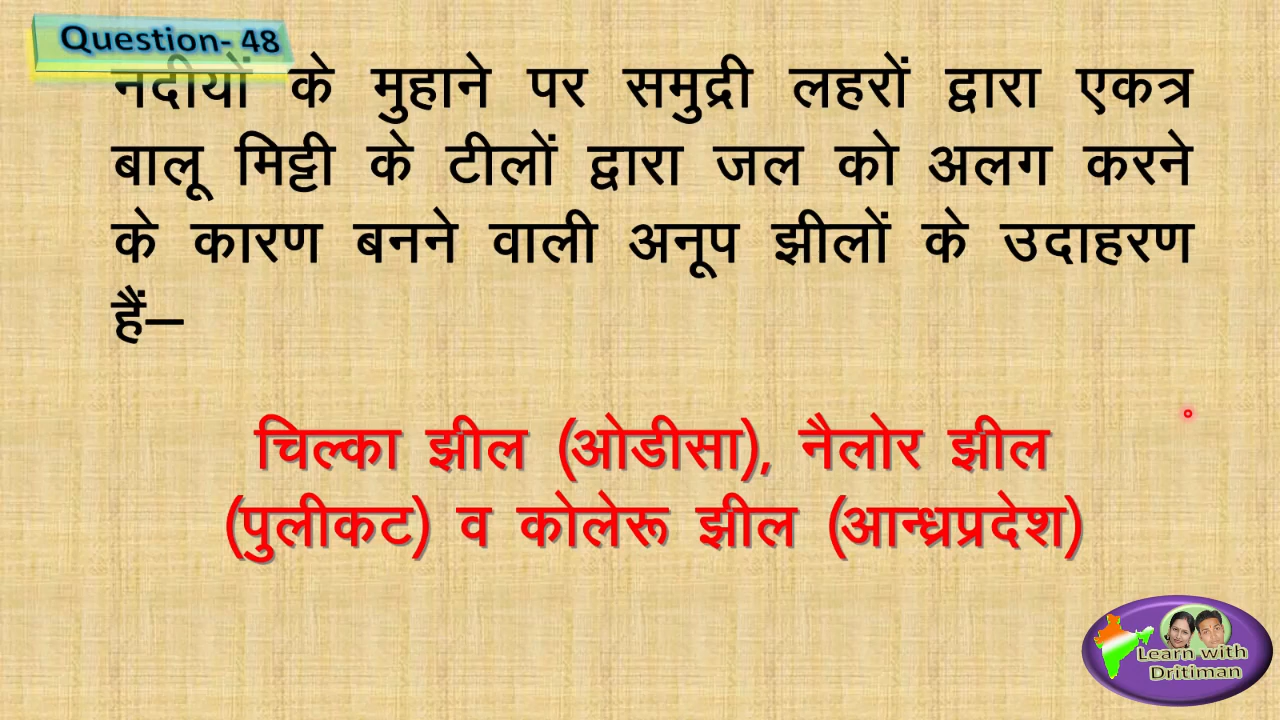 Question- 48
नदीयों के मुहाने पर समुद्री लहरों द्वारा एकत्र
बालू मिट्टी के टीलों द्वारा जल को अलग करने
के कारण बनने वाली अनूप झीलों के उदाहरण
हैं–
चिल्का झील (ओडीसा), नैलोर झील
(पुलीकट) व कोलेरू झील (आन्ध्रप्रदेश)
Learn with
Dritiman